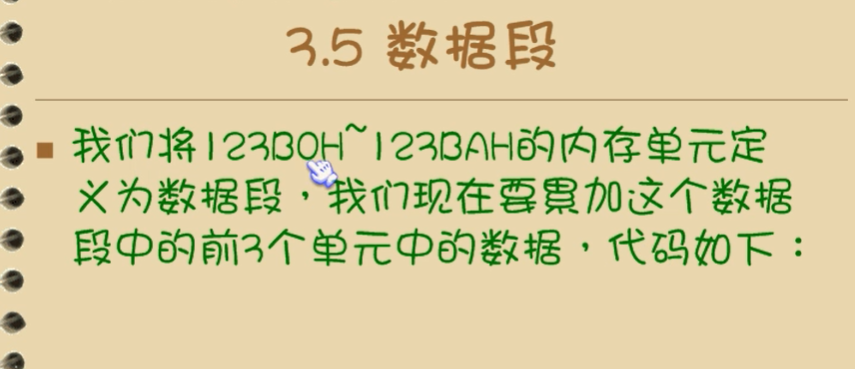 3.5 数据段
我们将123B0H~123BAH的内存单元定
义为数据段，我们现在要累加这个数据
段中的前3个单元中的数据，代码如下：